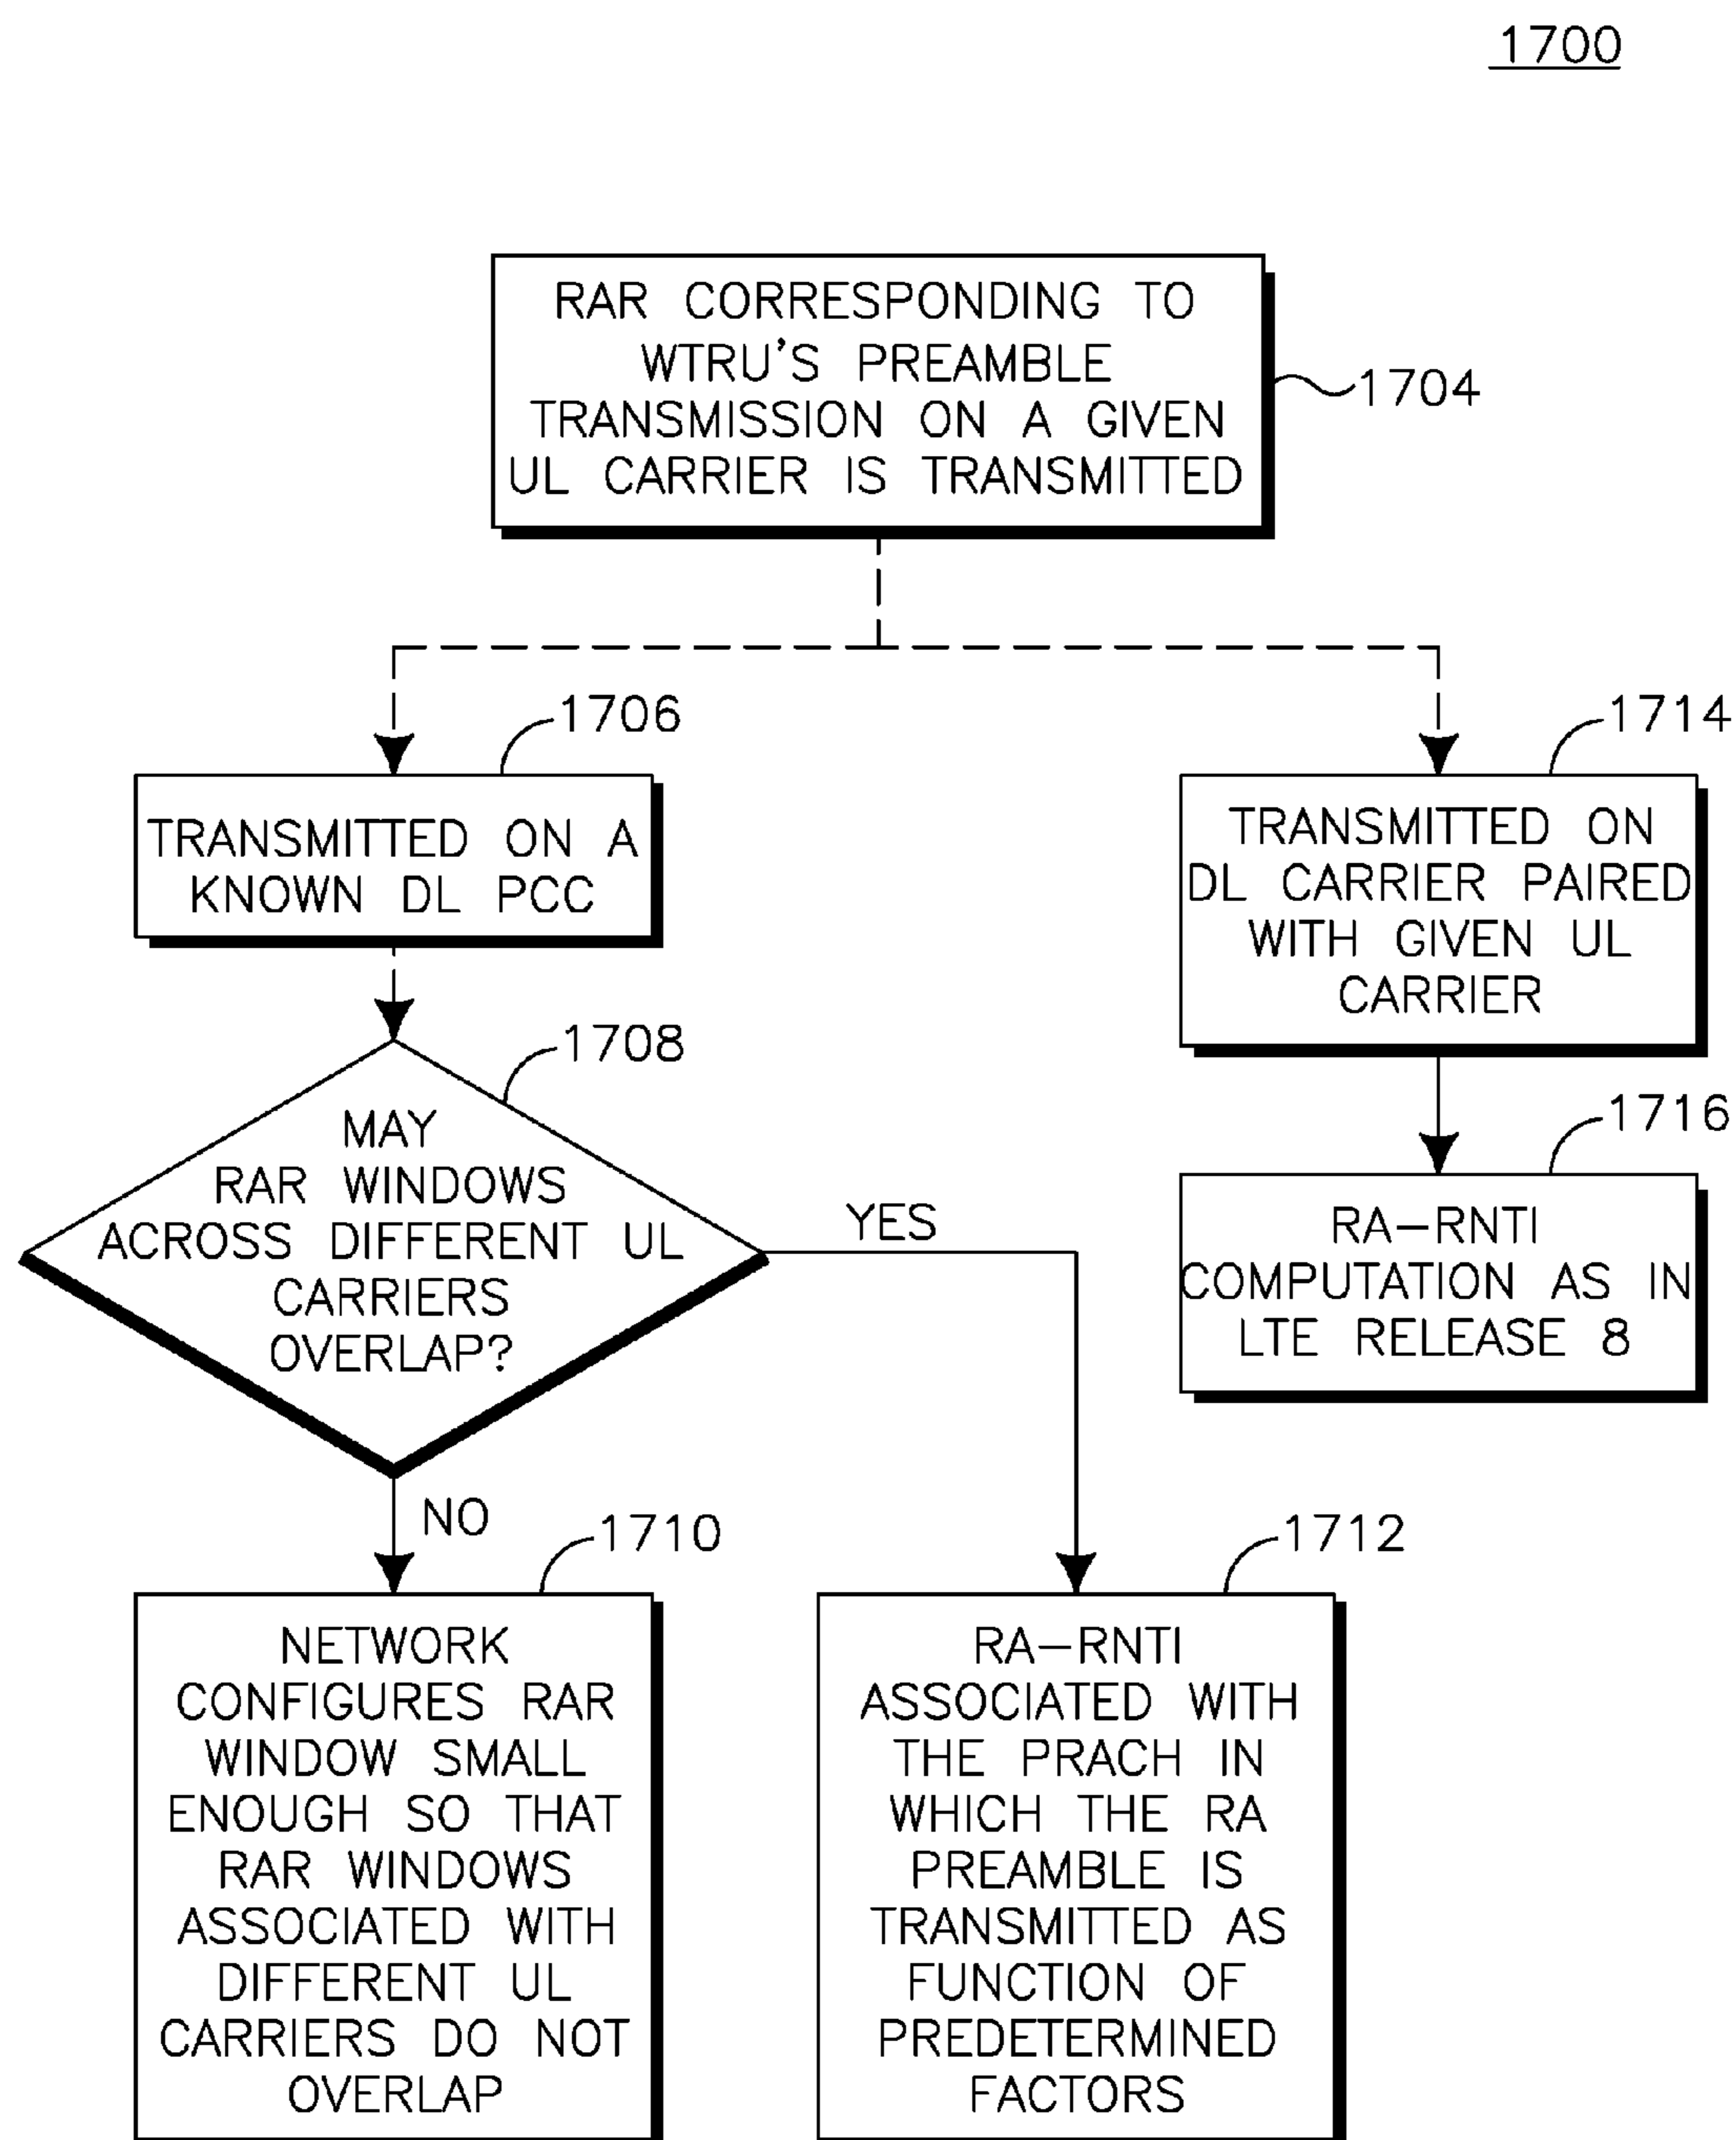 1700
RAR CORRESPONDING TO
WTRU'S PREAMBLE
TRANSMISSION ON A GIVEN
UL CARRIER IS TRANSMITTED
1704
1706
TRANSMITTED ON A
KNOWN DL PCC
1714
TRANSMITTED ON
DL CARRIER PAIRED
WITH GIVEN UL
CARRIER
1708
MAY
RAR WINDOWS
ACROSS DIFFERENT UL
CARRIERS
OVERLAP?
YES
NO
1716
RA-RNTI
COMPUTATION AS IN
LTE RELEASE 8
1710
NETWORK
CONFIGURES RAR
WINDOW SMALL
ENOUGH SO THAT
RAR WINDOWS
ASSOCIATED WITH
DIFFERENT UL
CARRIERS DO NOT
OVERLAP
1712
RA-RNTI
ASSOCIATED WITH
THE PRACH IN
WHICH THE RA
PREAMBLE IS
TRANSMITTED AS
FUNCTION OF
PREDETERMINED
FACTORS